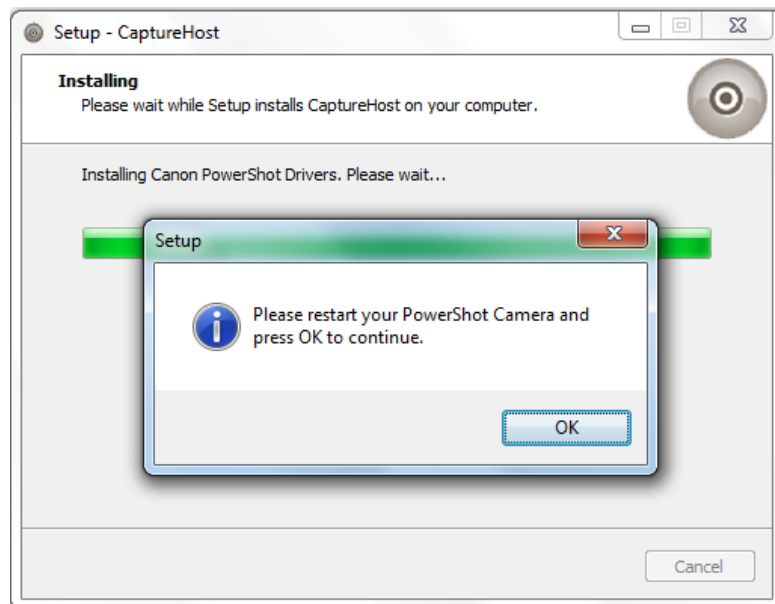 Setup - CaptureHost
Installing
Please wait while Setup installs CaptureHost on your computer.
Installing Canon PowerShot Drivers. Please wait...
Setup
Please restart your PowerShot Camera and
press OK to continue.
OK
Cancel